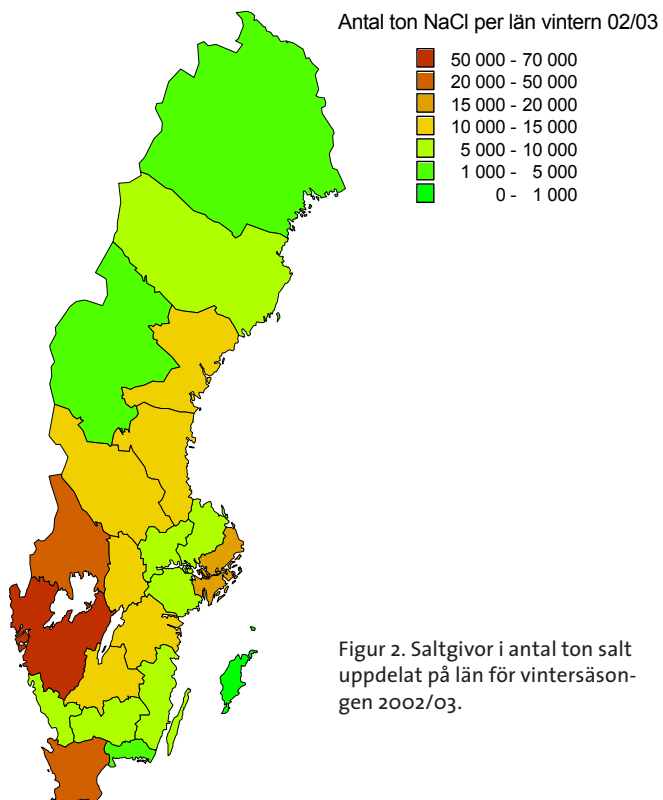 Antal ton NaCl per län vintern 02/03
50 000 - 70 000
20 000 - 50 000
15 000 - 20 000
10 000 - 15 000
5 000 - 10 000
1 000 - 5 000
0 - 1 000
Figur 2. Saltgivor i antal ton salt
uppdelat på län för vintersäson-
gen 2002/03.